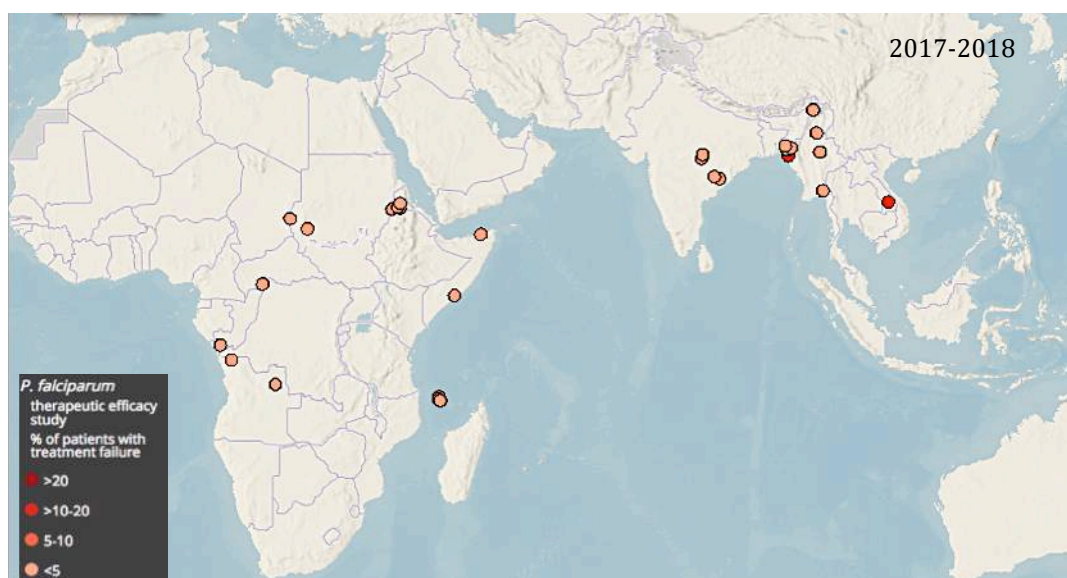 2017-2018
P. falciparum
therapeutic efficacy
study
% of patients with
treatment failure
>20
>10-20
5-10
<5